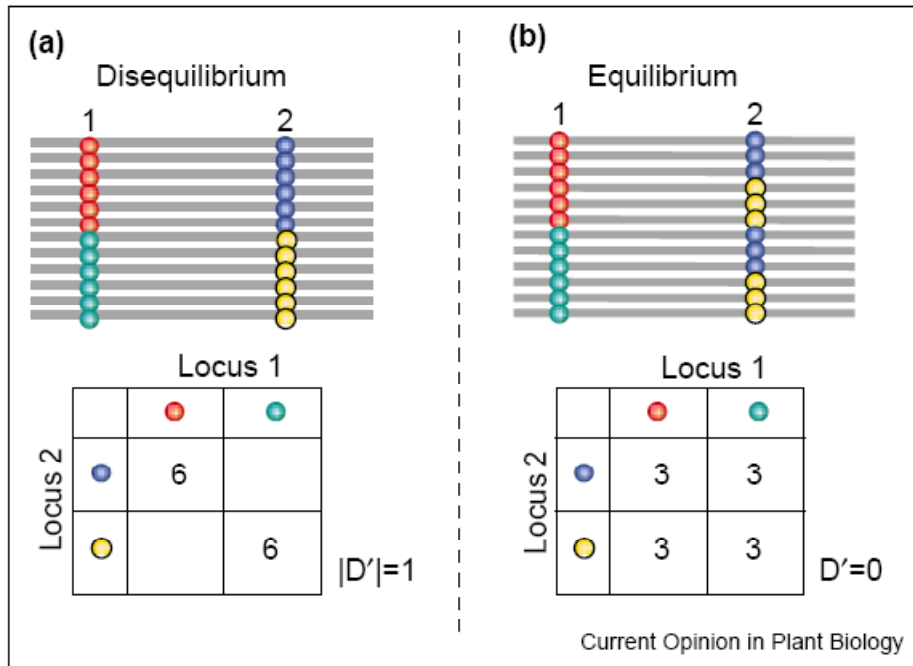 (a)
Disequilibrium
1 2
Locus 1
Locus 2
6
6
|D′|=1
(b)
Equilibrium
1 2
Locus 1
Locus 2
3 3
3 3
D′=0
Current Opinion in Plant Biology